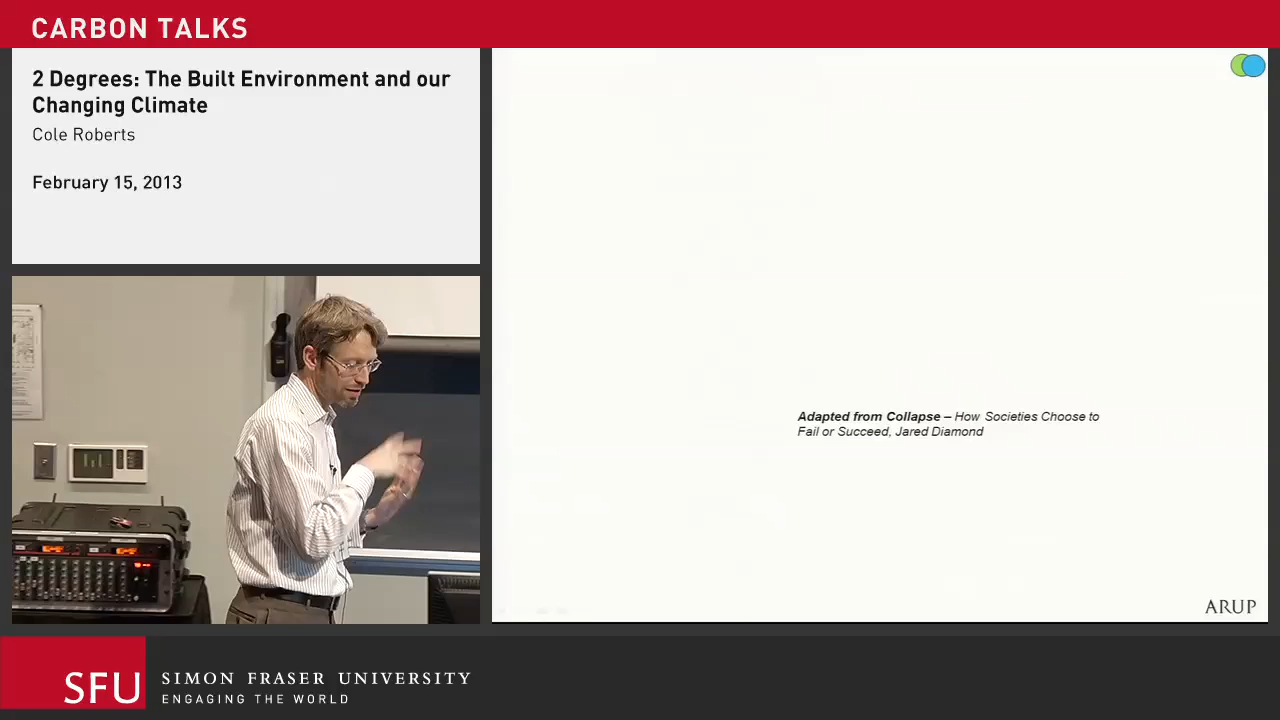 CARBON TALKS
2 Degrees: The Built Environment and our
Changing Climate
Cole Roberts
February 15, 2013
Adapted from Collapse – How Societies Choose to
Fail or Succeed, Jared Diamond
ARUP
SFU
SIMON FRASER UNIVERSITY
ENGAGING THE WORLD